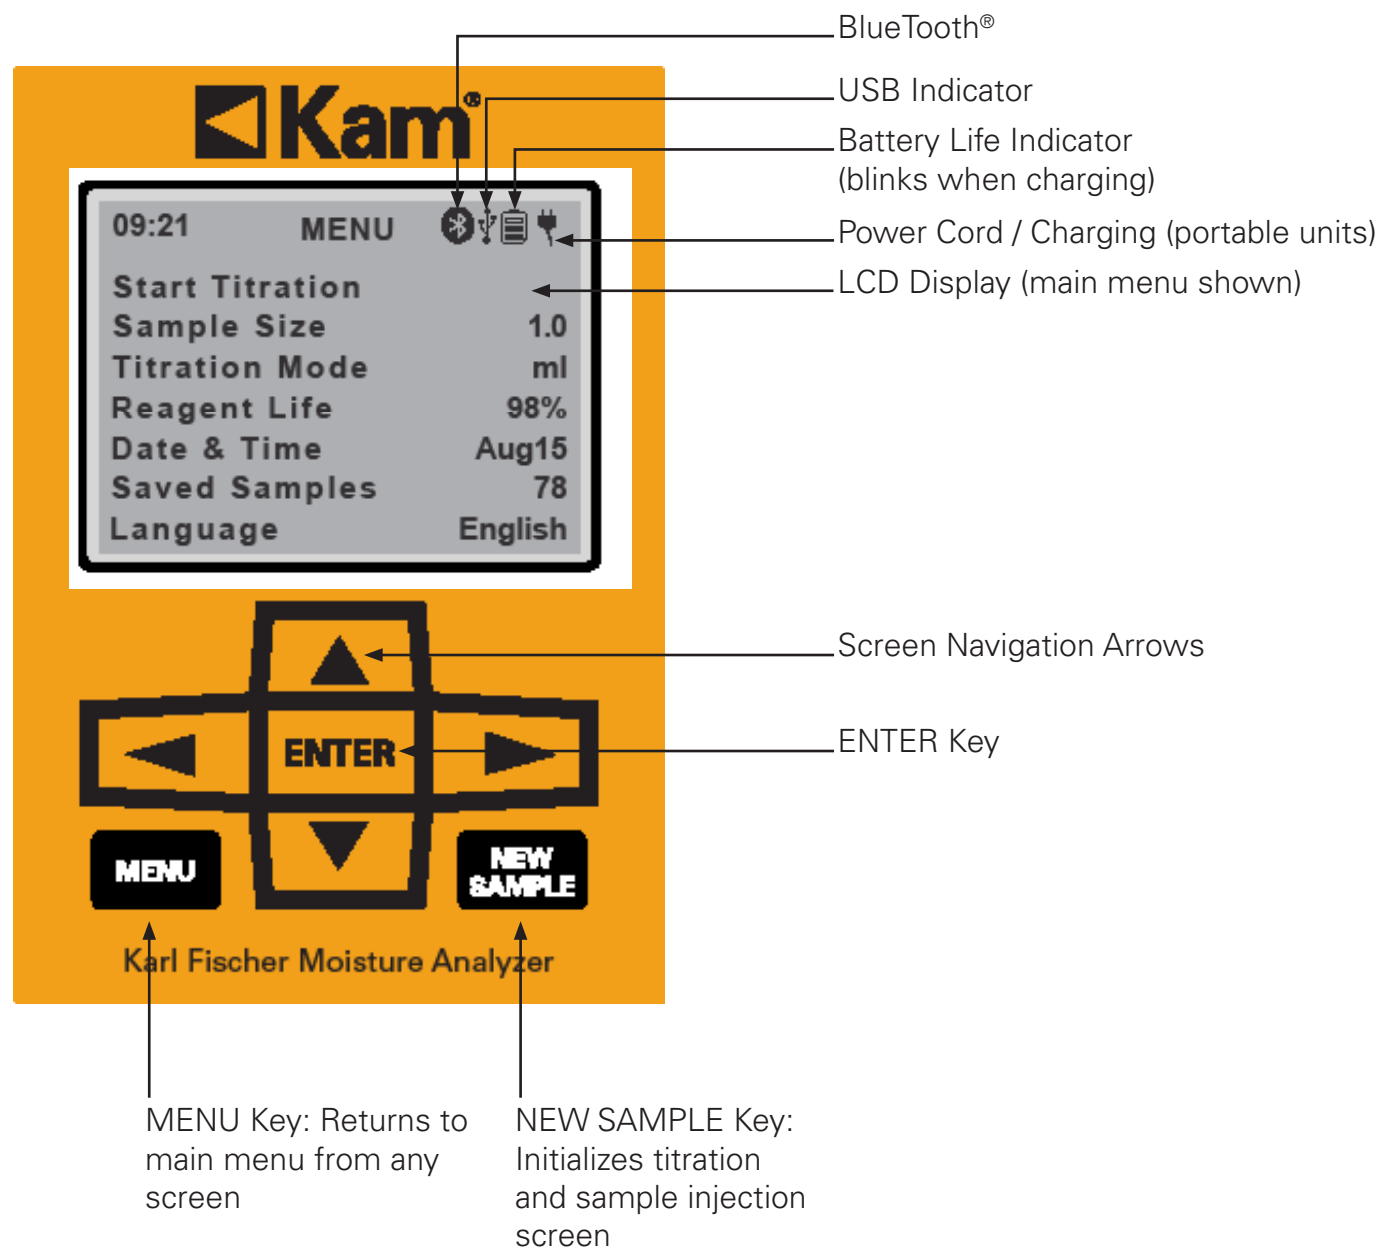 BlueTooth®
USB Indicator
Battery Life Indicator
(blinks when charging)
Power Cord / Charging (portable units)
LCD Display (main menu shown)
Kam®
09:21 MENU
Start Titration
Sample Size 1.0
Titration Mode ml
Reagent Life 98%
Date & Time Aug15
Saved Samples 78
Language English
Screen Navigation Arrows
ENTER
ENTER Key
MENU
NEW
SAMPLE
Karl Fischer Moisture Analyzer
MENU Key: Returns to
main menu from any
screen
NEW SAMPLE Key:
Initializes titration
and sample injection
screen